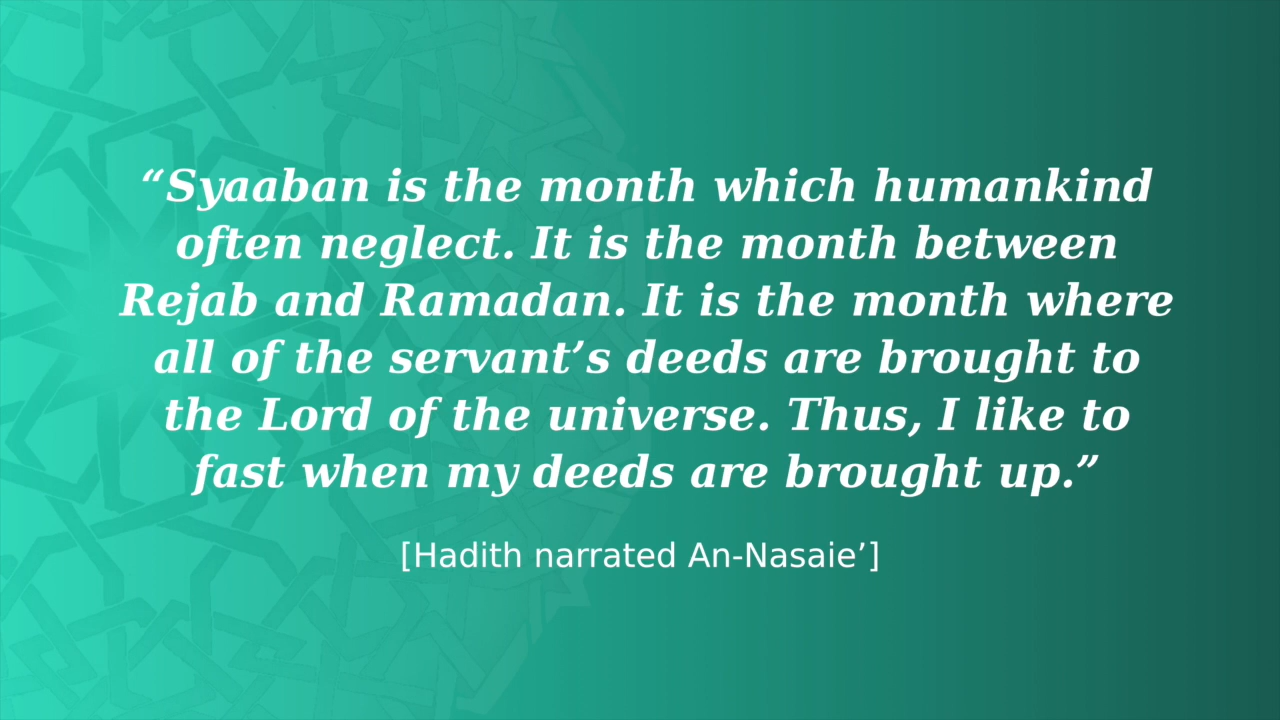 “Syaaban is the month which humankind
often neglect. It is the month between
Rejab and Ramadan. It is the month where
all of the servant’s deeds are brought to
the Lord of the universe. Thus, I like to
fast when my deeds are brought up.”
[Hadith narrated An-Nasaie’]